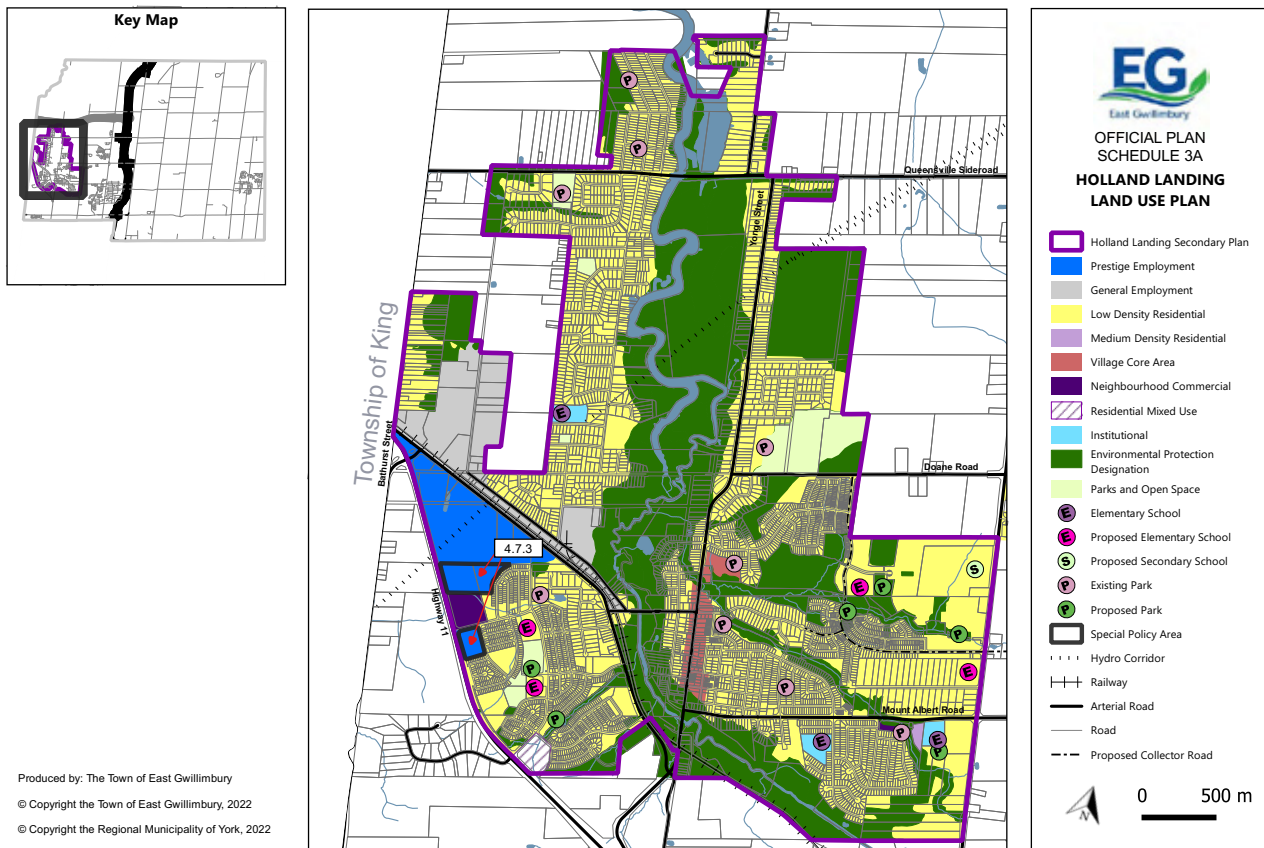 Key Map
Township of King
Queensville Sideroad
Yonge Street
Bathurst Street
Doane Road
4.7.3
Highway 11
Mount Albert Road
P
P
P
E
P
P
P
E
P
E
P
P
P
E
P
P
P
S
E
P
E
P
E
P
EG
East Gwillimbury
OFFICIAL PLAN
SCHEDULE 3A
HOLLAND LANDING
LAND USE PLAN
Holland Landing Secondary Plan
Prestige Employment
General Employment
Low Density Residential
Medium Density Residential
Village Core Area
Neighbourhood Commercial
Residential Mixed Use
Institutional
Environmental Protection
Designation
Parks and Open Space
E Elementary School
E Proposed Elementary School
S Proposed Secondary School
P Existing Park
P Proposed Park
Special Policy Area
Hydro Corridor
Railway
Arterial Road
Road
Proposed Collector Road
N
0 500 m
Produced by: The Town of East Gwillimbury
© Copyright the Town of East Gwillimbury, 2022
© Copyright the Regional Municipality of York, 2022